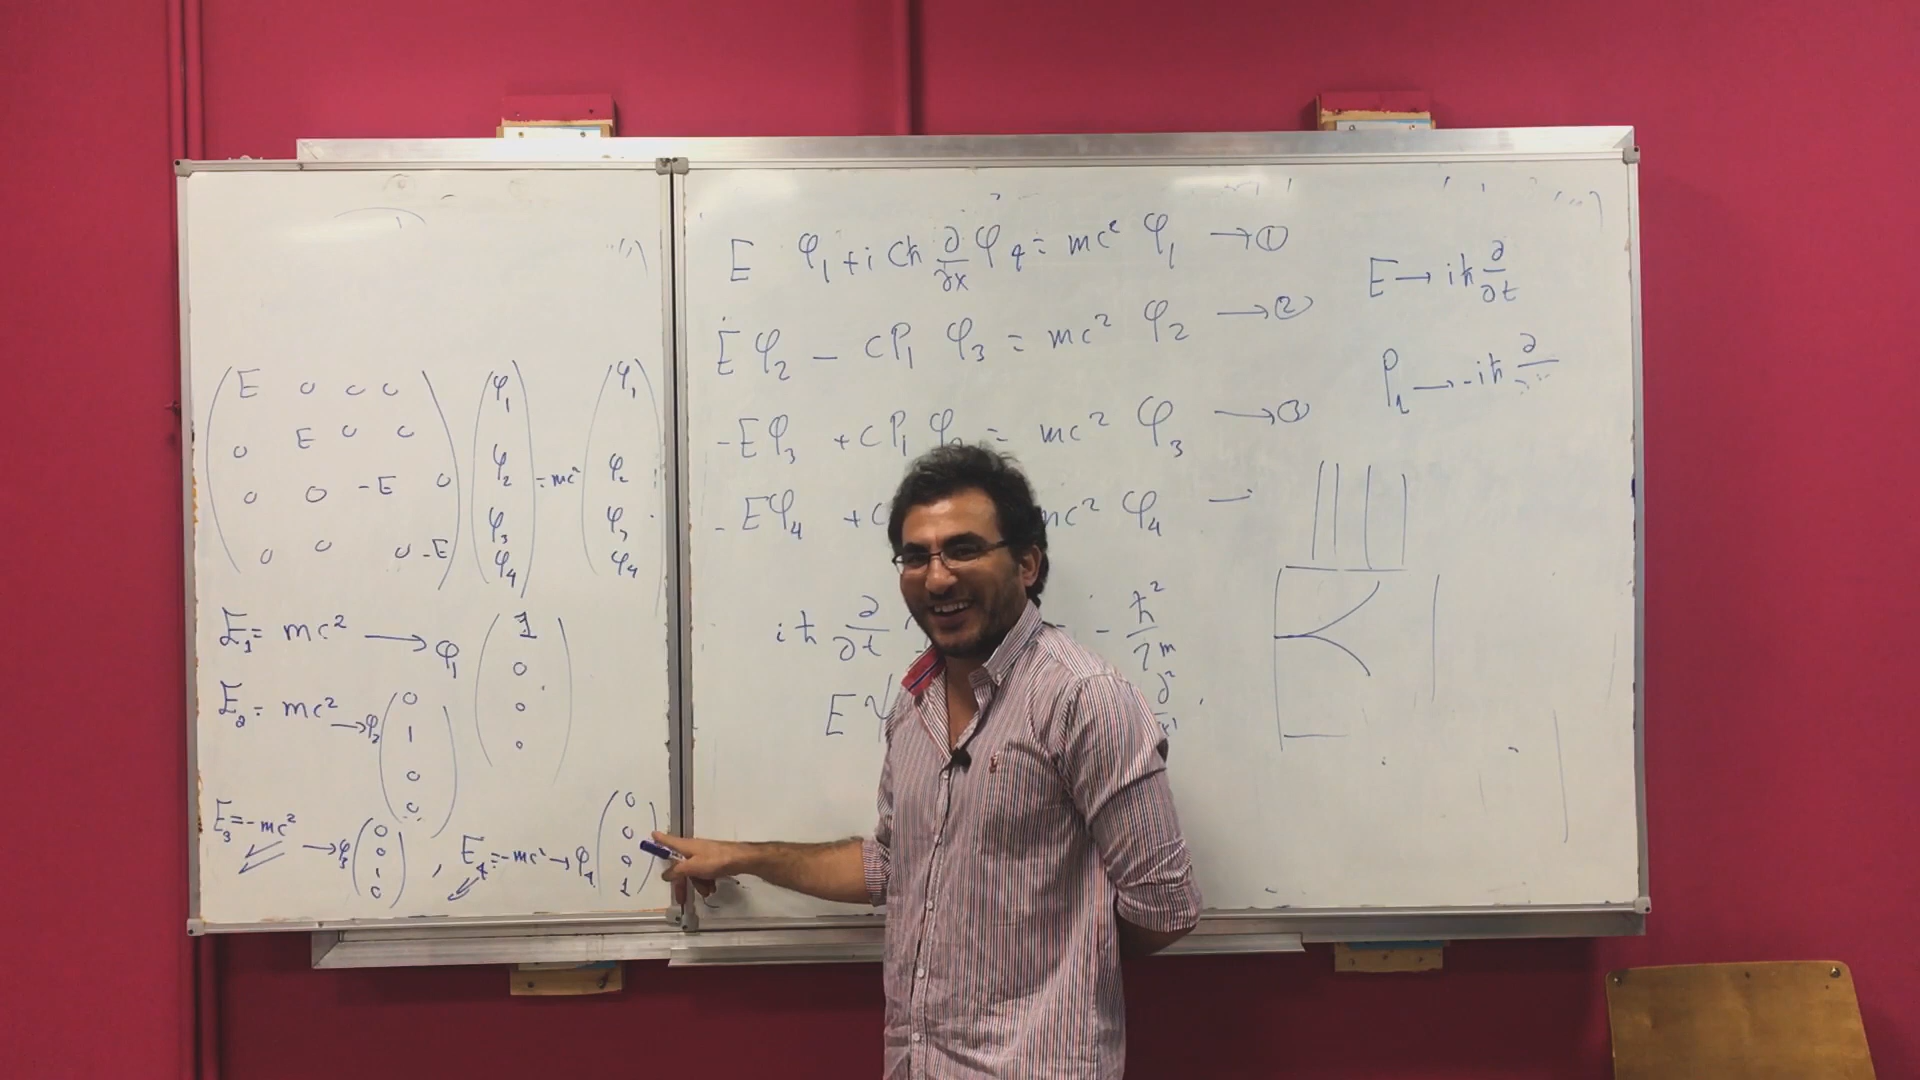 ( E 0 0 0 ) ( φ₁ ) ( φ₁ )
0 E 0 0
0 0 -E 0 φ₂ = mc² φ₂
φ₃ φ₃
0 0 0 -E φ₄ φ₄
E₁ = mc² → φ₁ ( 1 0 0 0 )
E₂ = mc² → φ₂ ( 0 1 0 0 )
E₃ = -mc² → φ₃ ( 0 0 1 0 ) , E₄ = -mc² → φ₄ ( 0 0 0 1 )
E φ₁ + i cħ ∂/∂x φ₄ = mc² φ₁ → ①
E φ₂ - c P₁ φ₃ = mc² φ₂ → ②
-E φ₃ + c P₁ φ₂ = mc² φ₃ → ③
-E φ₄ + c mc² φ₄ →
iħ ∂/∂t - ħ²/2m
E ψ ∂²
E → iħ ∂/∂t
P₁ → -iħ ∂/